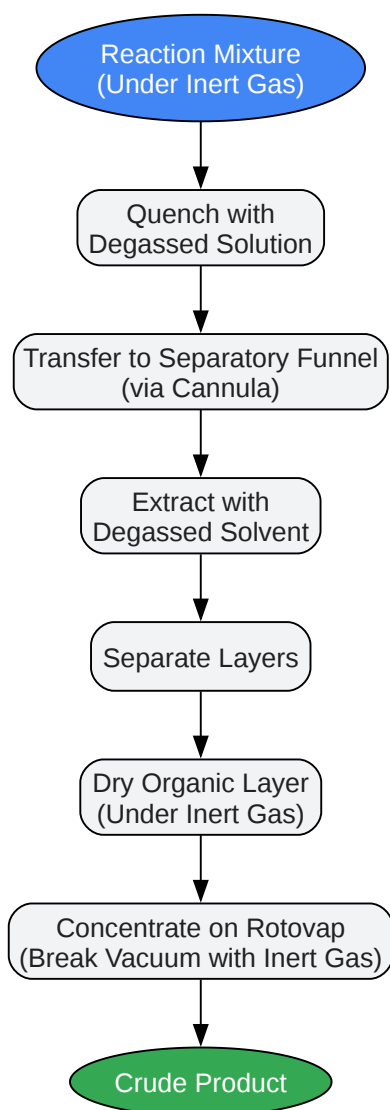 Reaction Mixture
(Under Inert Gas)
Quench with
Degassed Solution
Transfer to Separatory Funnel
(via Cannula)
Extract with
Degassed Solvent
Separate Layers
Dry Organic Layer
(Under Inert Gas)
Concentrate on Rotovap
(Break Vacuum with Inert Gas)
Crude Product